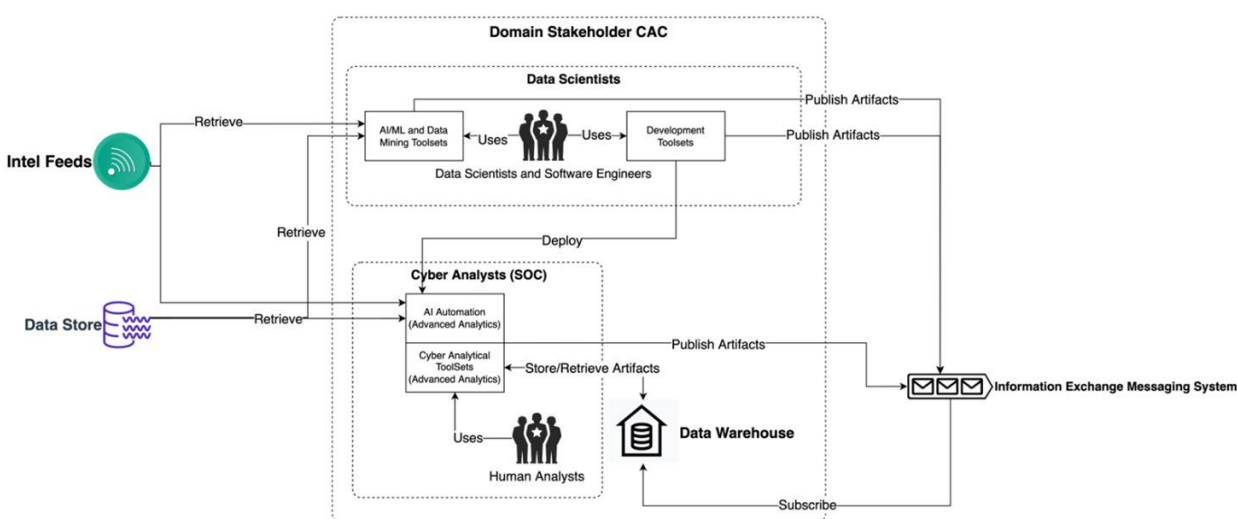 Domain Stakeholder CAC
Data Scientists
Publish Artifacts
Retrieve
AI/ML and Data
Mining Toolsets
Uses
Uses
Development
Toolsets
Publish Artifacts
Intel Feeds
Data Scientists and Software Engineers
Retrieve
Deploy
Cyber Analysts (SOC)
Data Store
Retrieve
AI Automation
(Advanced Analytics)
Publish Artifacts
Cyber Analytical
ToolSets
(Advanced Analytics)
Store/Retrieve Artifacts
Information Exchange Messaging System
Uses
Data Warehouse
Human Analysts
Subscribe